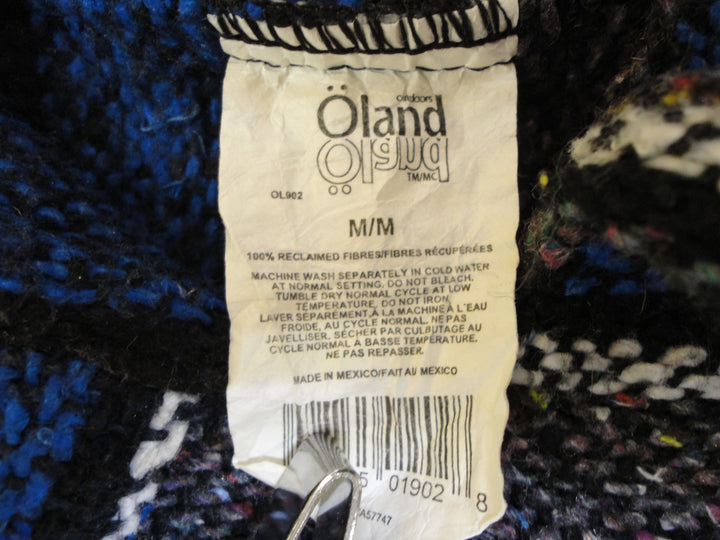 outdoors
Öland
Öland
TM/MC
OL902
M/M
100% RECLAIMED FIBRES/FIBRES RÉCUPÉRÉES
MACHINE WASH SEPARATELY IN COLD WATER
AT NORMAL SETTING, DO NOT BLEACH.
TUMBLE DRY NORMAL CYCLE AT LOW
TEMPERATURE, DO NOT IRON.
LAVER SEPARÉMENT,À LA MACHINE À L'EAU
FROIDE, AU CYCLE NORMAL. NE PAS
JAVELLISER. SÉCHER PAR CULBUTAGE AU
CYCLE NORMAL À BASSE TEMPÉRATURE.
NE PAS REPASSER.
MADE IN MEXICO/FAIT AU MEXICO
5 01902 8
A57747